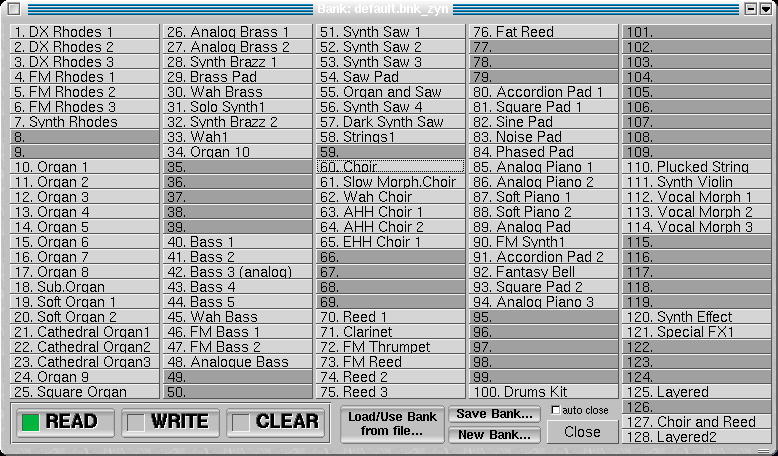 Bank: default.bnk_zyn
1. DX Rhodes 1
2. DX Rhodes 2
3. DX Rhodes 3
4. FM Rhodes 1
5. FM Rhodes 2
6. FM Rhodes 3
7. Synth Rhodes
8.
9.
10. Organ 1
11. Organ 2
12. Organ 3
13. Organ 4
14. Organ 5
15. Organ 6
16. Organ 7
17. Organ 8
18. Sub.Organ
19. Soft Organ 1
20. Soft Organ 2
21. Cathedral Organ1
22. Cathedral Organ2
23. Cathedral Organ3
24. Organ 9
25. Square Organ
26. Analog Brass 1
27. Analog Brass 2
28. Synth Brazz 1
29. Brass Pad
30. Wah Brass
31. Solo Synth1
32. Synth Brazz 2
33. Wah1
34. Organ 10
35.
36.
37.
38.
39.
40. Bass 1
41. Bass 2
42. Bass 3 (analog)
43. Bass 4
44. Bass 5
45. Wah Bass
46. FM Bass 1
47. FM Bass 2
48. Analogue Bass
49.
50.
51. Synth Saw 1
52. Synth Saw 2
53. Synth Saw 3
54. Saw Pad
55. Organ and Saw
56. Synth Saw 4
57. Dark Synth Saw
58. Strings1
59.
60. Choir
61. Slow Morph.Choir
62. Wah Choir
63. AHH Choir 1
64. AHH Choir 2
65. EHH Choir 1
66.
67.
68.
69.
70. Reed 1
71. Clarinet
72. FM Thrumpet
73. FM Reed
74. Reed 2
75. Reed 3
76. Fat Reed
77.
78.
79.
80. Accordion Pad 1
81. Square Pad 1
82. Sine Pad
83. Noise Pad
84. Phased Pad
85. Analog Piano 1
86. Analog Piano 2
87. Soft Piano 1
88. Soft Piano 2
89. Analog Pad
90. FM Synth1
91. Accordion Pad 2
92. Fantasy Bell
93. Square Pad 2
94. Analog Piano 3
95.
96.
97.
98.
99.
100. Drums Kit
101.
102.
103.
104.
105.
106.
107.
108.
109.
110. Plucked String
111. Synth Violin
112. Vocal Morph 1
113. Vocal Morph 2
114. Vocal Morph 3
115.
116.
117.
118.
119.
120. Synth Effect
121. Special FX1
122.
123.
124.
125. Layered
126.
127. Choir and Reed
128. Layered2
READ
WRITE
CLEAR
Load/Use Bank
from file...
Save Bank...
New Bank...
auto close
Close